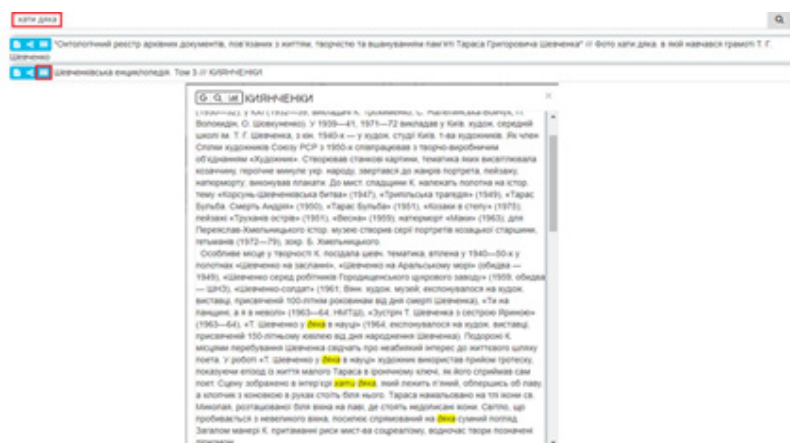 хати дяка
"Онтологічний реєстр архівних документів, пов'язаних з життям, творчістю та вшануванням пам'яті Тараса Григоровича Шевченка" /// Фото хати дяка, в якій навчався грамоті Т. Г.
Шевченко
Шевченківська енциклопедія. Том 3 /// КИЯНЧЕНКИ
КИЯНЧЕНКИ
Волокидін, О. Шовкуненко). У 1939—41, 1971—72 викладав у Київ. худож. середній
школі ім. Т. Г. Шевченка, з кін. 1940-х — у худож. студії Київ. т-ва художників. Як член
Спілки художників Союзу РСР з 1950-х співпрацював з творчо-виробничим
об'єднанням «Художник». Створював станкові картини, тематика яких висвітлювала
козаччину, героїчне минуле укр. народу, звертався до жанрів портрета, пейзажу,
натюрморту, виконував плакати. До мист. спадщини К. належать полотна на істор.
тему «Корсунь-Шевченківська битва» (1947), «Трипільська трагедія» (1949), «Тарас
Бульба. Смерть Андрія» (1950), «Тарас Бульба» (1951), «Козаки в степу» (1970);
пейзажі «Труханів острів» (1951), «Весна» (1959), натюрморт «Маки» (1963), для
Переяслав-Хмельницького істор. музею створив серії портретів козацької старшини,
гетьманів (1972—79), зокр. Б. Хмельницького.
Особливе місце у творчості К. посідала шевч. тематика, втілена у 1940—50-х у
полотнах «Шевченко на засланні», «Шевченко на Аральському морі» (обидва —
1949), «Шевченко серед робітників Городищенського цукрового заводу» (1959, обидва
— ШНЗ), «Шевченко-солдат» (1961; Вінн. худож. музей; експонувалося на худож.
виставці, присвяченій 100-літнім роковинам від дня смерті Шевченка), «Ти на
панщині, а я в неволі» (1963—64, НМТШ), «Зустріч Т. Шевченка з сестрою Яриною»
(1963—64), «Т. Шевченко у дяка в науці» (1964, експонувалося на худож. виставці,
присвяченій 150-літньому ювілею від дня народження Шевченка). Подорожі К.
місцями перебування Шевченка свідчать про неабиякий інтерес до життєвого шляху
поета. У роботі «Т. Шевченко у дяка в науці» художник використав прийом гротеску,
показуючи епізод із життя малого Тараса в іронічному ключі, як його сприймав сам
поет. Сцену зображено в інтер'єрі хати дяка, який лежить п'яний, обпершись об лаву,
а хлопчик з коновкою в руках стоїть біля нього. Тараса намальовано на тлі ікони св.
Миколая, розташованої біля вікна на лаві, де стоять недописані ікони. Світло, що
пробивається з невеликого вікна, посилює спрямований на дяка сумний погляд.
Загалом манері К. притаманні риси мист-ва соцреалізму, водночас твори позначені